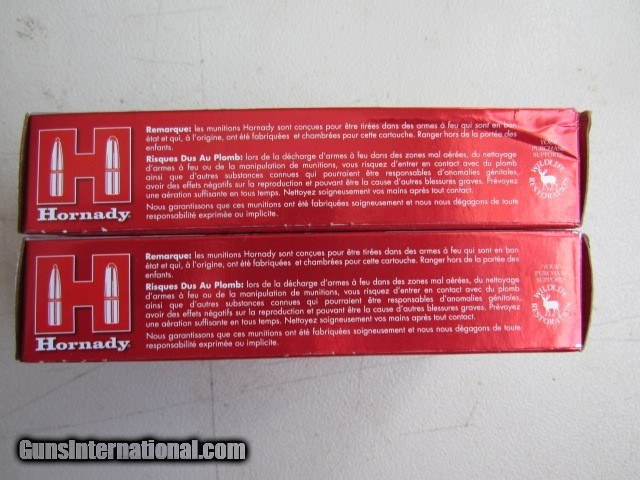 Hornady
Remarque: les munitions Hornady sont conçues pour être tirées dans des armes à feu qui sont en bon
état et qui, à l'origine, ont été fabriquées et chambrées pour cette cartouche. Ranger hors de la portée des
enfants.
Risques Dus Au Plomb: lors de la décharge d'armes à feu dans des zones mal aérées, du nettoyage
d'armes à feu ou de la manipulation de munitions, vous risquez d'entrer en contact avec du plomb
ainsi que d'autres substances connues qui pourraient être responsables d'anomalies génitales,
avoir des effets négatifs sur la reproduction et pouvant être la cause d'autres blessures graves. Prévoyez
une aération suffisante en tous temps. Nettoyez soigneusement vos mains après tout contact.
Nous garantissons que ces munitions ont été fabriquées soigneusement et nous nous dégageons de toute
responsabilité exprimée ou implicite.
YOUR
PURCHASE
SUPPORTS
WILDLIFE
RESTORATION
Hornady
Remarque: les munitions Hornady sont conçues pour être tirées dans des armes à feu qui sont en bon
état et qui, à l'origine, ont été fabriquées et chambrées pour cette cartouche. Ranger hors de la portée des
enfants.
Risques Dus Au Plomb: lors de la décharge d'armes à feu dans des zones mal aérées, du nettoyage
d'armes à feu ou de la manipulation de munitions, vous risquez d'entrer en contact avec du plomb
ainsi que d'autres substances connues qui pourraient être responsables d'anomalies génitales,
avoir des effets négatifs sur la reproduction et pouvant être la cause d'autres blessures graves. Prévoyez
une aération suffisante en tous temps. Nettoyez soigneusement vos mains après tout contact.
Nous garantissons que ces munitions ont été fabriquées soigneusement et nous nous dégageons de toute
responsabilité exprimée ou implicite.
YOUR
PURCHASE
SUPPORTS
WILDLIFE
RESTORATION
GunsInternational.com